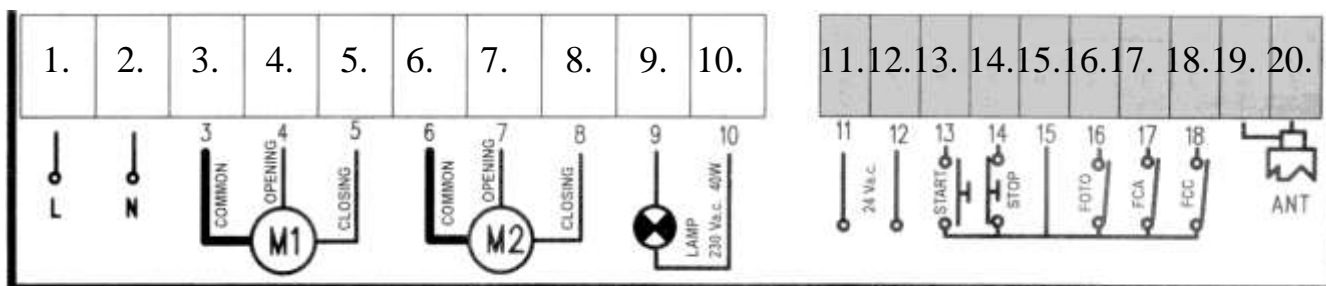 1. 2. 3. 4. 5. 6. 7. 8. 9. 10. 11. 12. 13. 14. 15. 16. 17. 18. 19. 20.
3 4 5 6 7 8 9 10 11 12 13 14 15 16 17 18
COMMON
OPENING
CLOSING
COMMON
OPENING
CLOSING
LAMP
230 Va.c. 40W
24 Va.c.
START
STOP
FOTO
FCA
FCC
ANT
L N
M1 M2